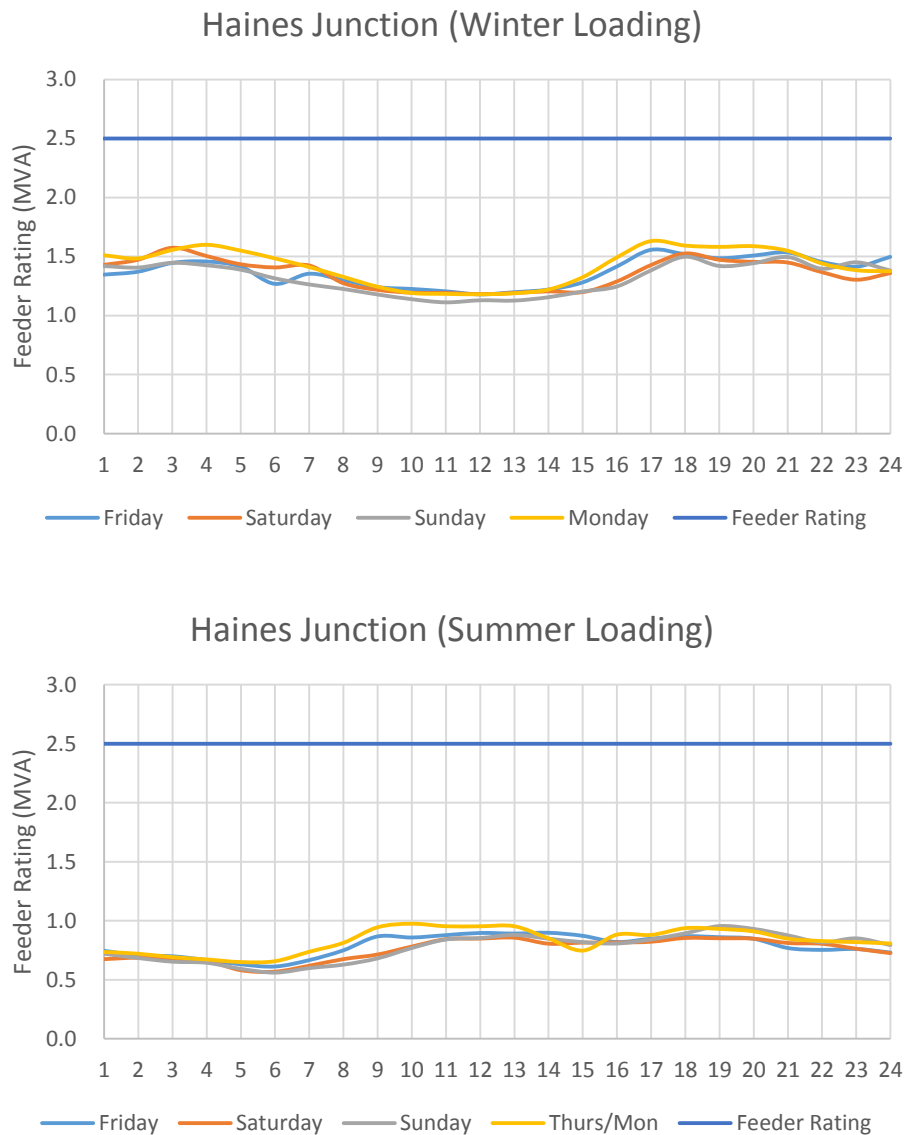 Haines Junction (Winter Loading)
Feeder Rating (MVA)
3.0
2.5
2.0
1.5
1.0
0.5
0.0
1 2 3 4 5 6 7 8 9 10 11 12 13 14 15 16 17 18 19 20 21 22 23 24
Friday Saturday Sunday Monday Feeder Rating
Haines Junction (Summer Loading)
Feeder Rating (MVA)
3.0
2.5
2.0
1.5
1.0
0.5
0.0
1 2 3 4 5 6 7 8 9 10 11 12 13 14 15 16 17 18 19 20 21 22 23 24
Friday Saturday Sunday Thurs/Mon Feeder Rating